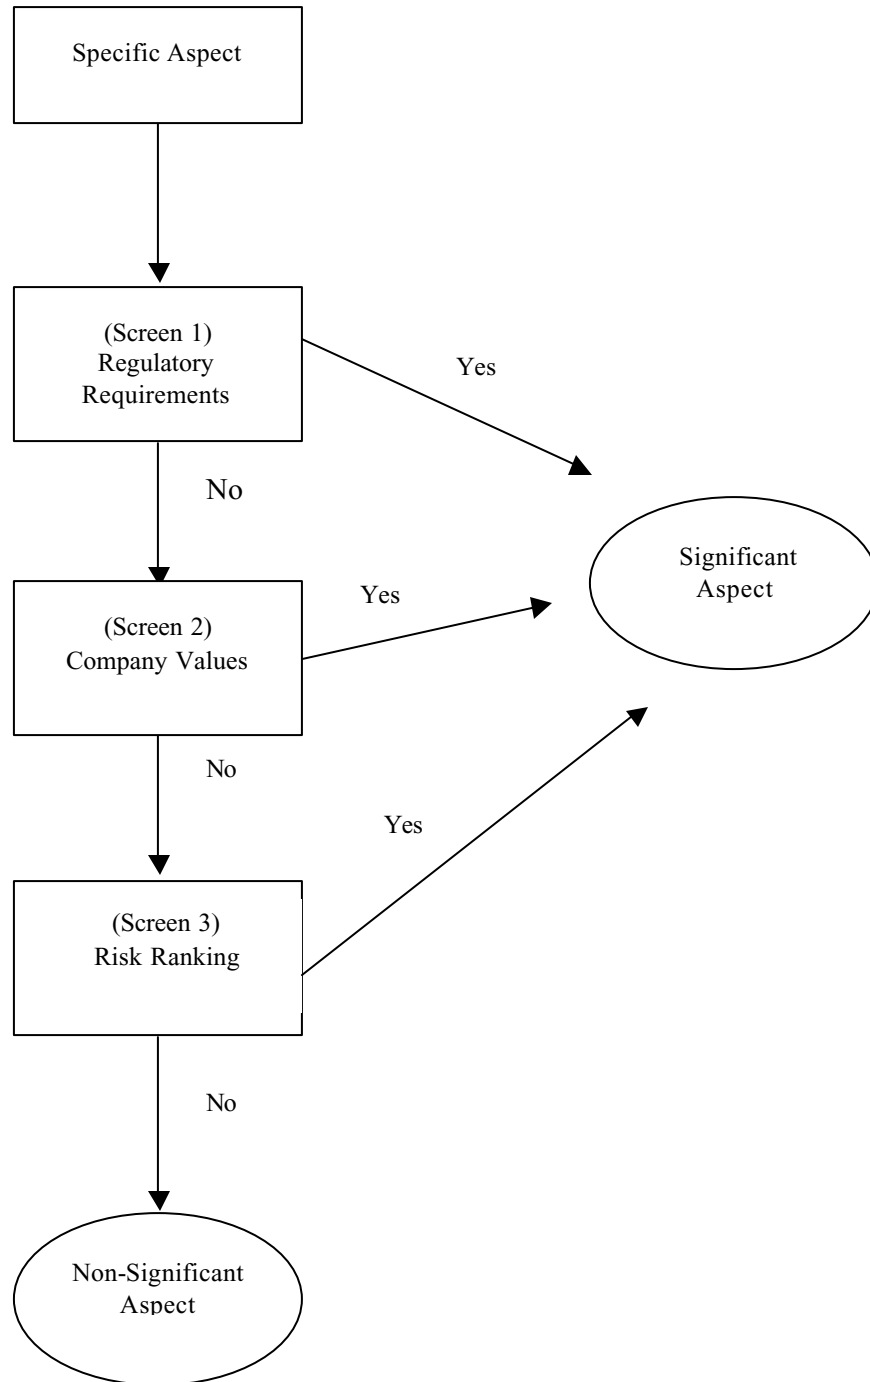 Specific Aspect
(Screen 1)
Regulatory
Requirements
Yes
No
(Screen 2)
Company Values
Yes
Significant
Aspect
No
Yes
(Screen 3)
Risk Ranking
No
Non-Significant
Aspect